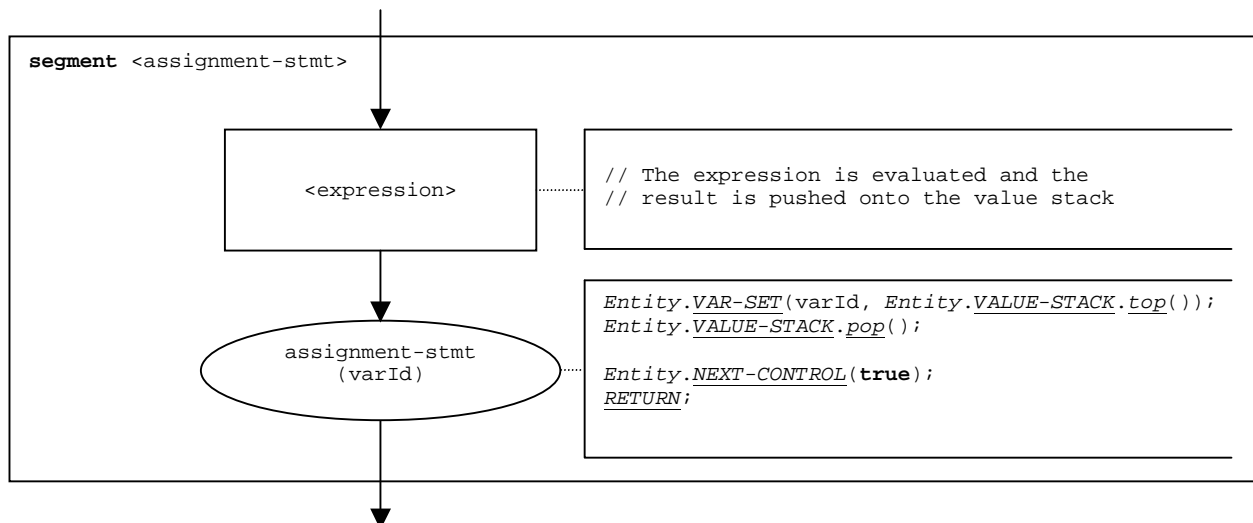 segment <assignment-stmt>
<expression>
// The expression is evaluated and the
// result is pushed onto the value stack
assignment-stmt
(varId)
Entity.VAR-SET(varId, Entity.VALUE-STACK.top());
Entity.VALUE-STACK.pop();
Entity.NEXT-CONTROL(true);
RETURN;